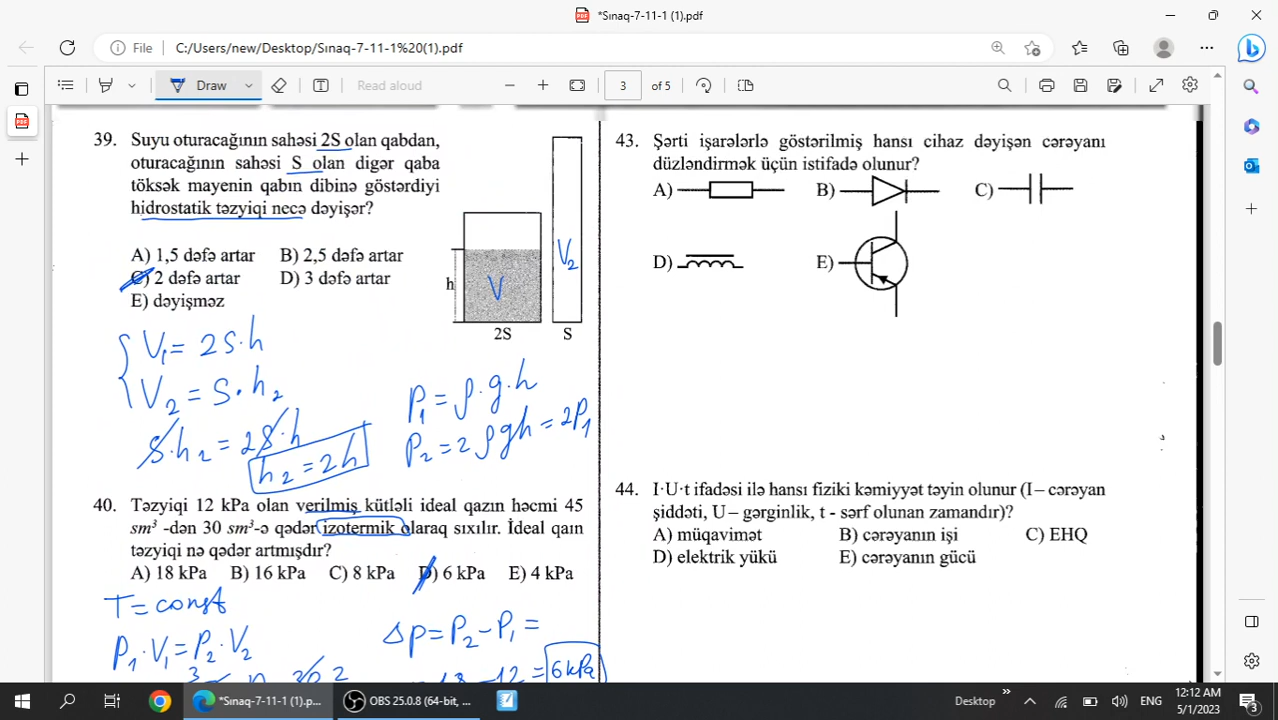 *Sınaq-7-11-1 (1).pdf
File C:/Users/new/Desktop/Sınaq-7-11-1%20(1).pdf
Draw Read aloud 3 of 5
39. Suyu oturacağının sahəsi 2S olan qabdan,
oturacağının sahəsi S olan digər qaba
töksək mayenin qabın dibinə göstərdiyi
hidrostatik təzyiqi necə dəyişər?
A) 1,5 dəfə artar B) 2,5 dəfə artar
C) 2 dəfə artar D) 3 dəfə artar
E) dəyişməz
h V V2
2S S
V1 = 2S·h
V2 = S·h2
S·h2 = 2S·h
h2 = 2h
P1 = ρ·g·h
P2 = 2ρgh = 2P1
40. Təzyiqi 12 kPa olan verilmiş kütləli ideal qazın həcmi 45
sm³ -dən 30 sm³-ə qədər izotermik olaraq sıxılır. İdeal qaın
təzyiqi nə qədər artmışdır?
A) 18 kPa B) 16 kPa C) 8 kPa D) 6 kPa E) 4 kPa
T = const
P1·V1 = P2·V2
ΔP = P2 – P1 =
12 = 6 kPa
43. Şərti işarələrlə göstərilmiş hansı cihaz dəyişən cərəyanı
düzləndirmək üçün istifadə olunur?
A) B) C)
D) E)
44. I·U·t ifadəsi ilə hansı fiziki kəmiyyət təyin olunur (I – cərəyan
şiddəti, U – gərginlik, t - sərf olunan zamandır)?
A) müqavimət B) cərəyanın işi C) EHQ
D) elektrik yükü E) cərəyanın gücü
*Sınaq-7-11-1 (1).p... OBS 25.0.8 (64-bit, ... Desktop ENG 12:12 AM
5/1/2023 3